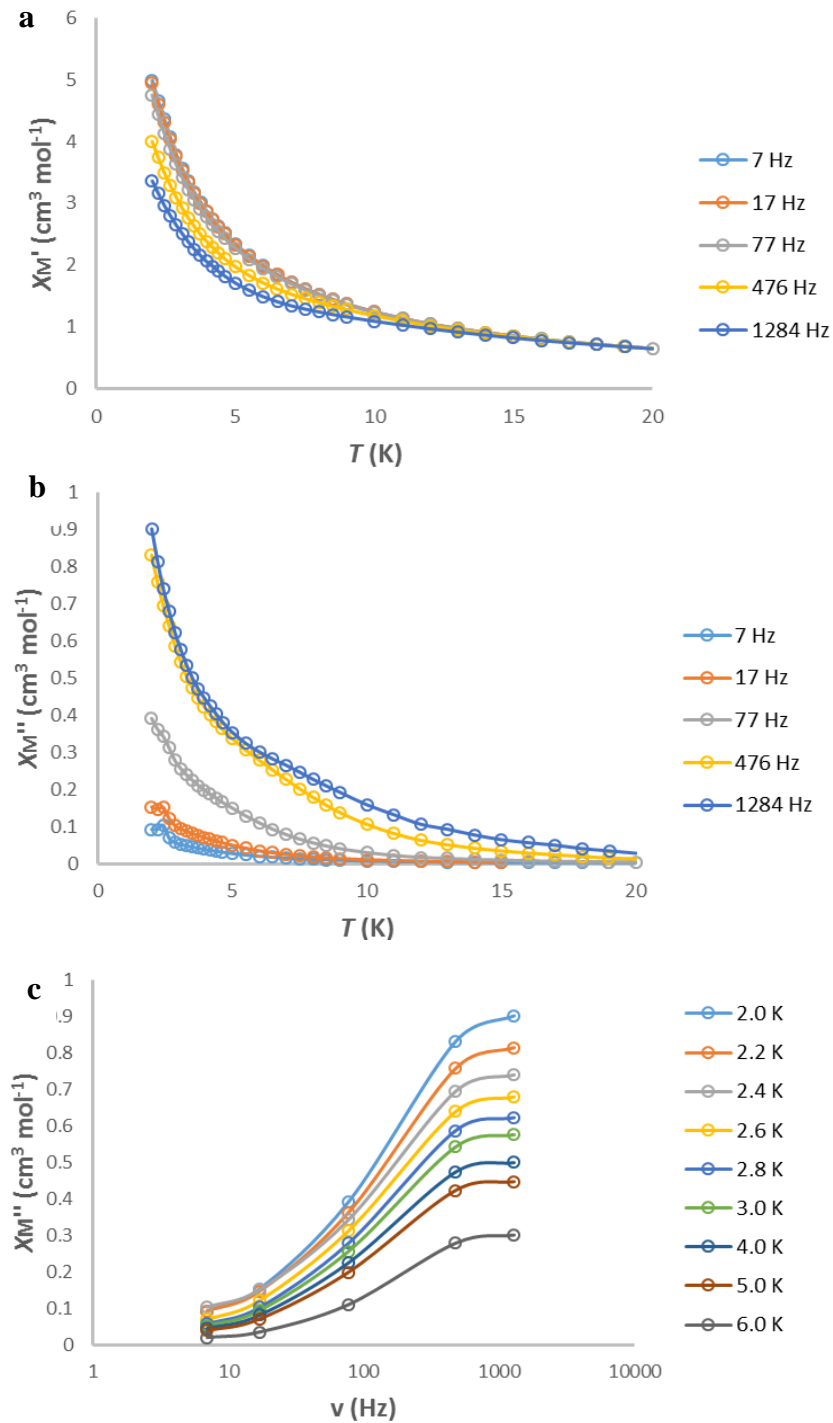 a
6
5
4
3
2
1
0
0 5 10 15 20
χM' (cm³ mol⁻¹)
T (K)
7 Hz
17 Hz
77 Hz
476 Hz
1284 Hz
b
1
0.9
0.8
0.7
0.6
0.5
0.4
0.3
0.2
0.1
0
0 5 10 15 20
χM'' (cm³ mol⁻¹)
T (K)
7 Hz
17 Hz
77 Hz
476 Hz
1284 Hz
c
1
0.9
0.8
0.7
0.6
0.5
0.4
0.3
0.2
0.1
0
1 10 100 1000 10000
χM'' (cm³ mol⁻¹)
ν (Hz)
2.0 K
2.2 K
2.4 K
2.6 K
2.8 K
3.0 K
4.0 K
5.0 K
6.0 K